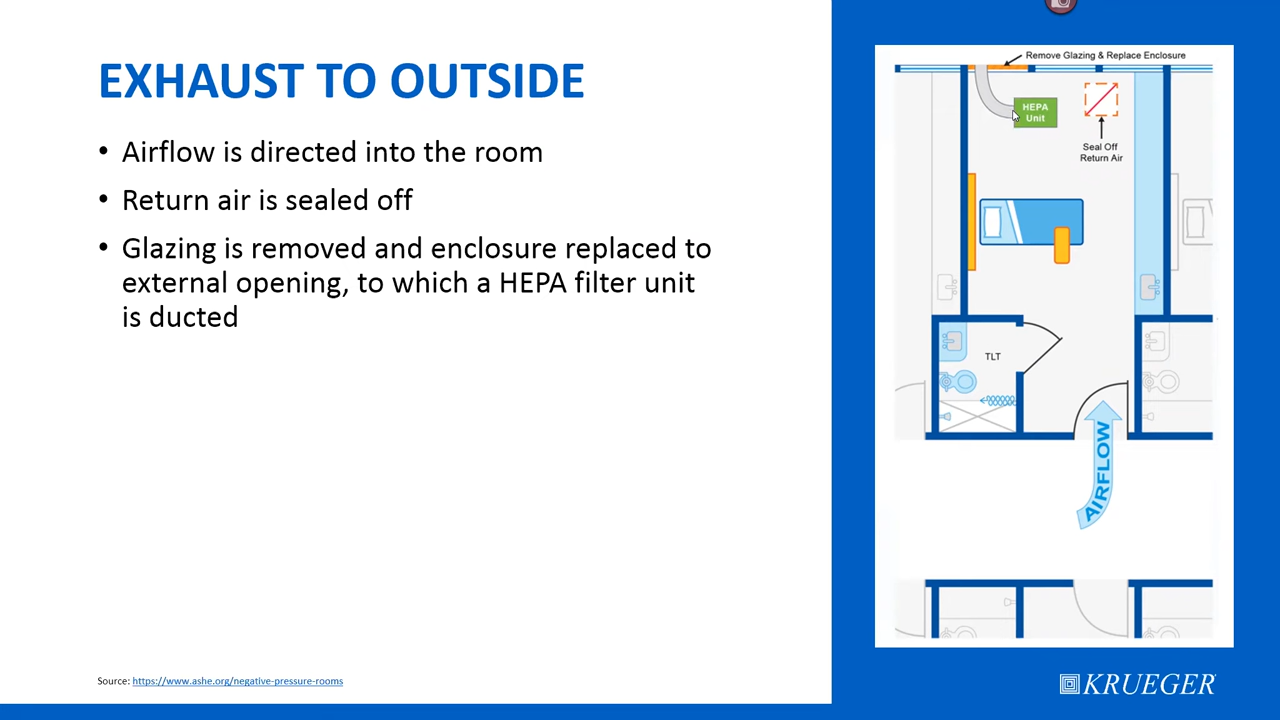 EXHAUST TO OUTSIDE
• Airflow is directed into the room
• Return air is sealed off
• Glazing is removed and enclosure replaced to
external opening, to which a HEPA filter unit
is ducted
Source: https://www.ashe.org/negative-pressure-rooms
Remove Glazing & Replace Enclosure
HEPA
Unit
Seal Off
Return Air
TLT
AIRFLOW
KRUEGER